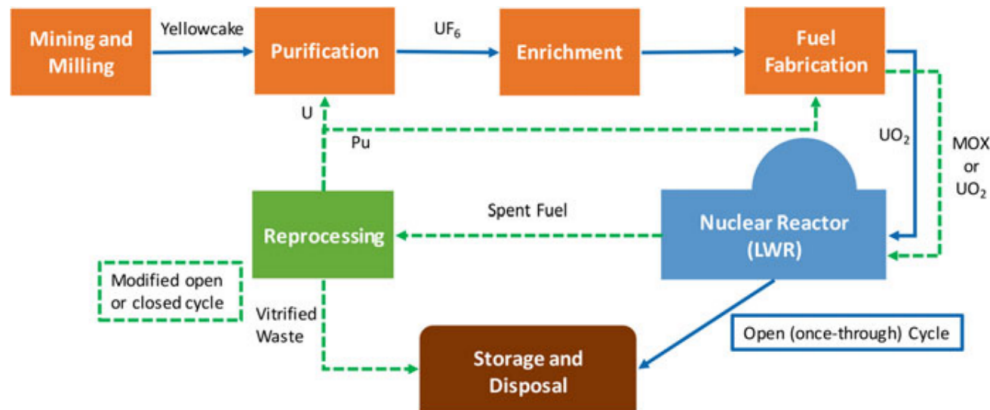 Mining and
Milling
Yellowcake
Purification
UF₆
Enrichment
Fuel
Fabrication
U
Pu
UO₂
MOX
or
UO₂
Reprocessing
Spent Fuel
Nuclear Reactor
(LWR)
Modified open
or closed cycle
Vitrified
Waste
Storage and
Disposal
Open (once-through) Cycle